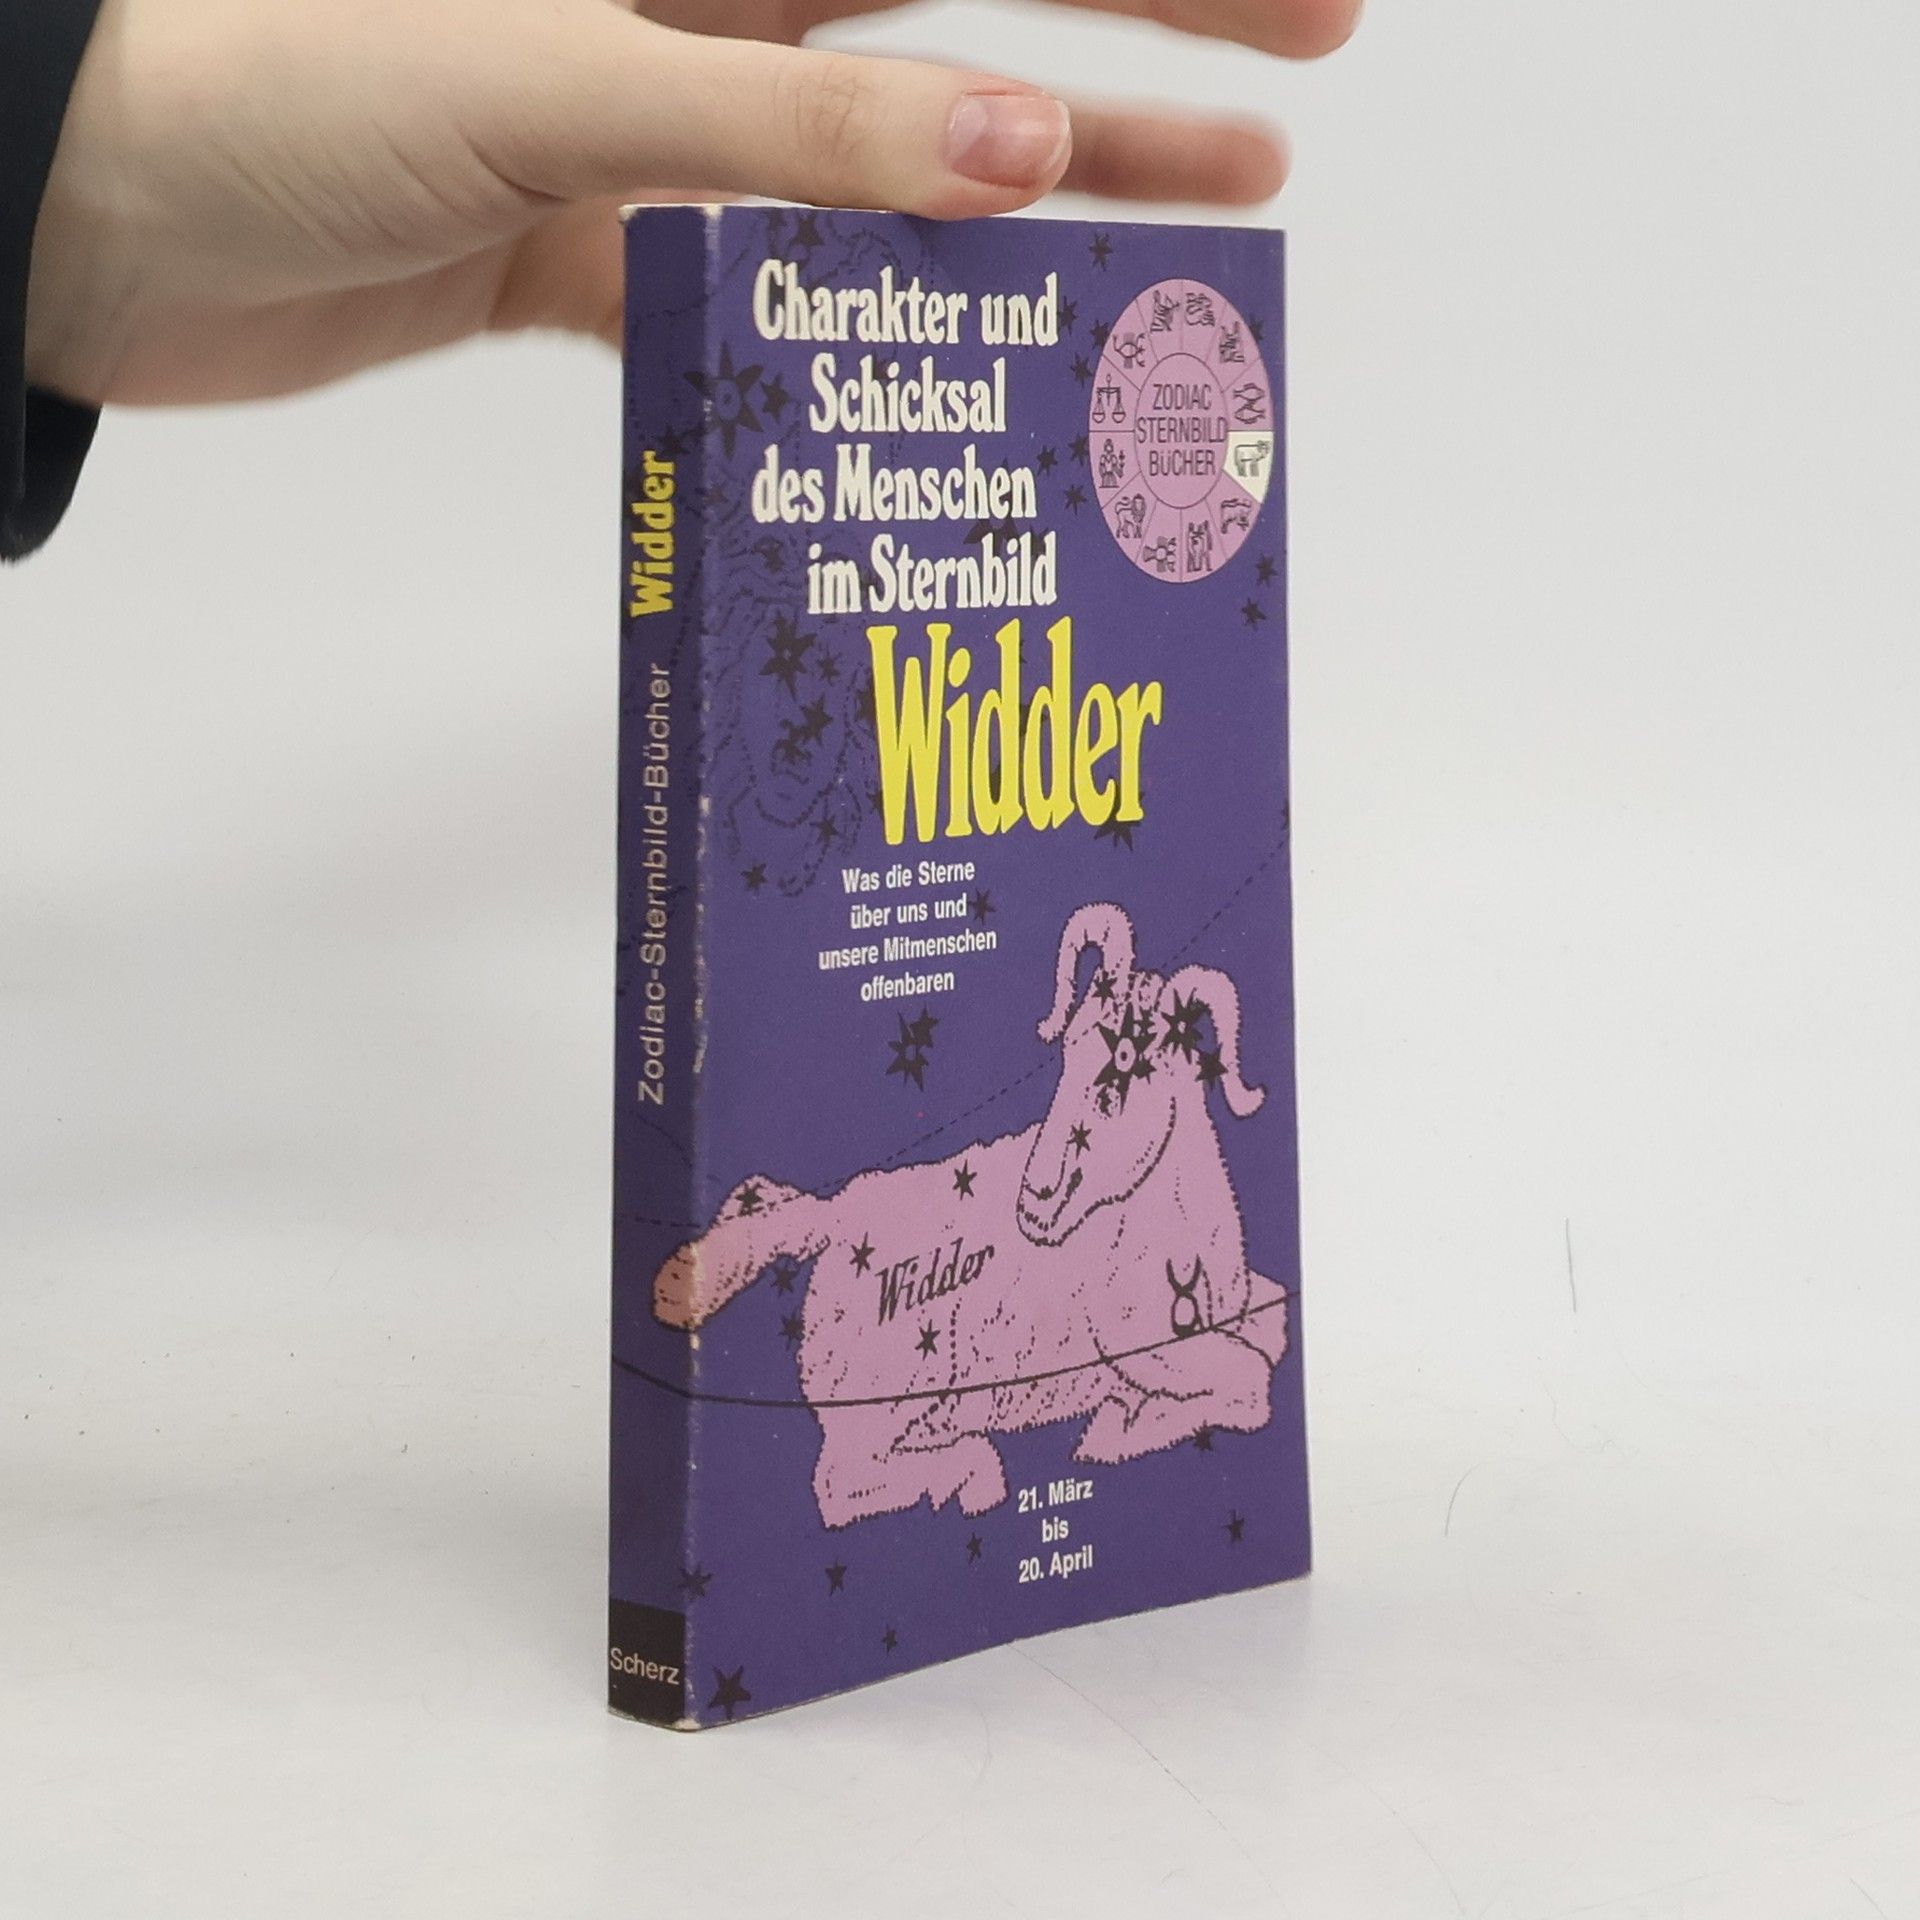 Charakter und
Schicksal
des Menschen
im Sternbild
Widder
ZODIAC
STERNBILD
BÜCHER
Was die Sterne
über uns und
unsere Mitmenschen
offenbaren
Widder
21. März
bis
20. April
Zodiac-Sternbild-Bücher Widder
Scherz